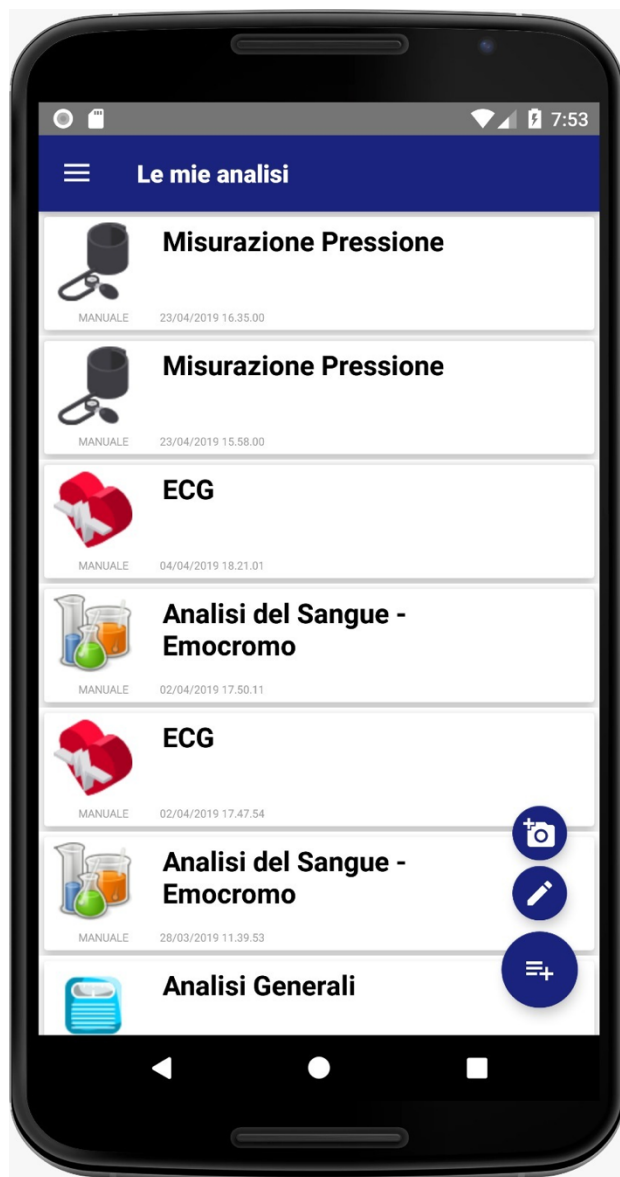 7:53
Le mie analisi
Misurazione Pressione
MANUALE 23/04/2019 16.35.00
Misurazione Pressione
MANUALE 23/04/2019 15.58.00
ECG
MANUALE 04/04/2019 18.21.01
Analisi del Sangue -
Emocromo
MANUALE 02/04/2019 17.50.11
ECG
MANUALE 02/04/2019 17.47.54
Analisi del Sangue -
Emocromo
MANUALE 28/03/2019 11.39.53
Analisi Generali